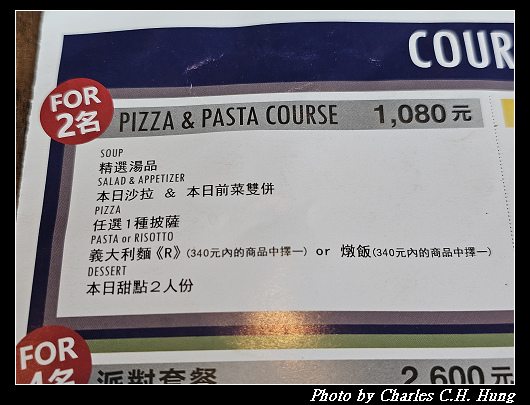 COUR
FOR
2名
PIZZA & PASTA COURSE 1,080元
SOUP
精選湯品
SALAD & APPETIZER
本日沙拉 & 本日前菜雙併
PIZZA
任選1種披薩
PASTA or RISOTTO
義大利麵《R》(340元內的商品中擇一) or 燉飯(340元內的商品中擇一)
DESSERT
本日甜點2人份
FOR
4名
派對套餐 2,600元
Photo by Charles C.H. Hung